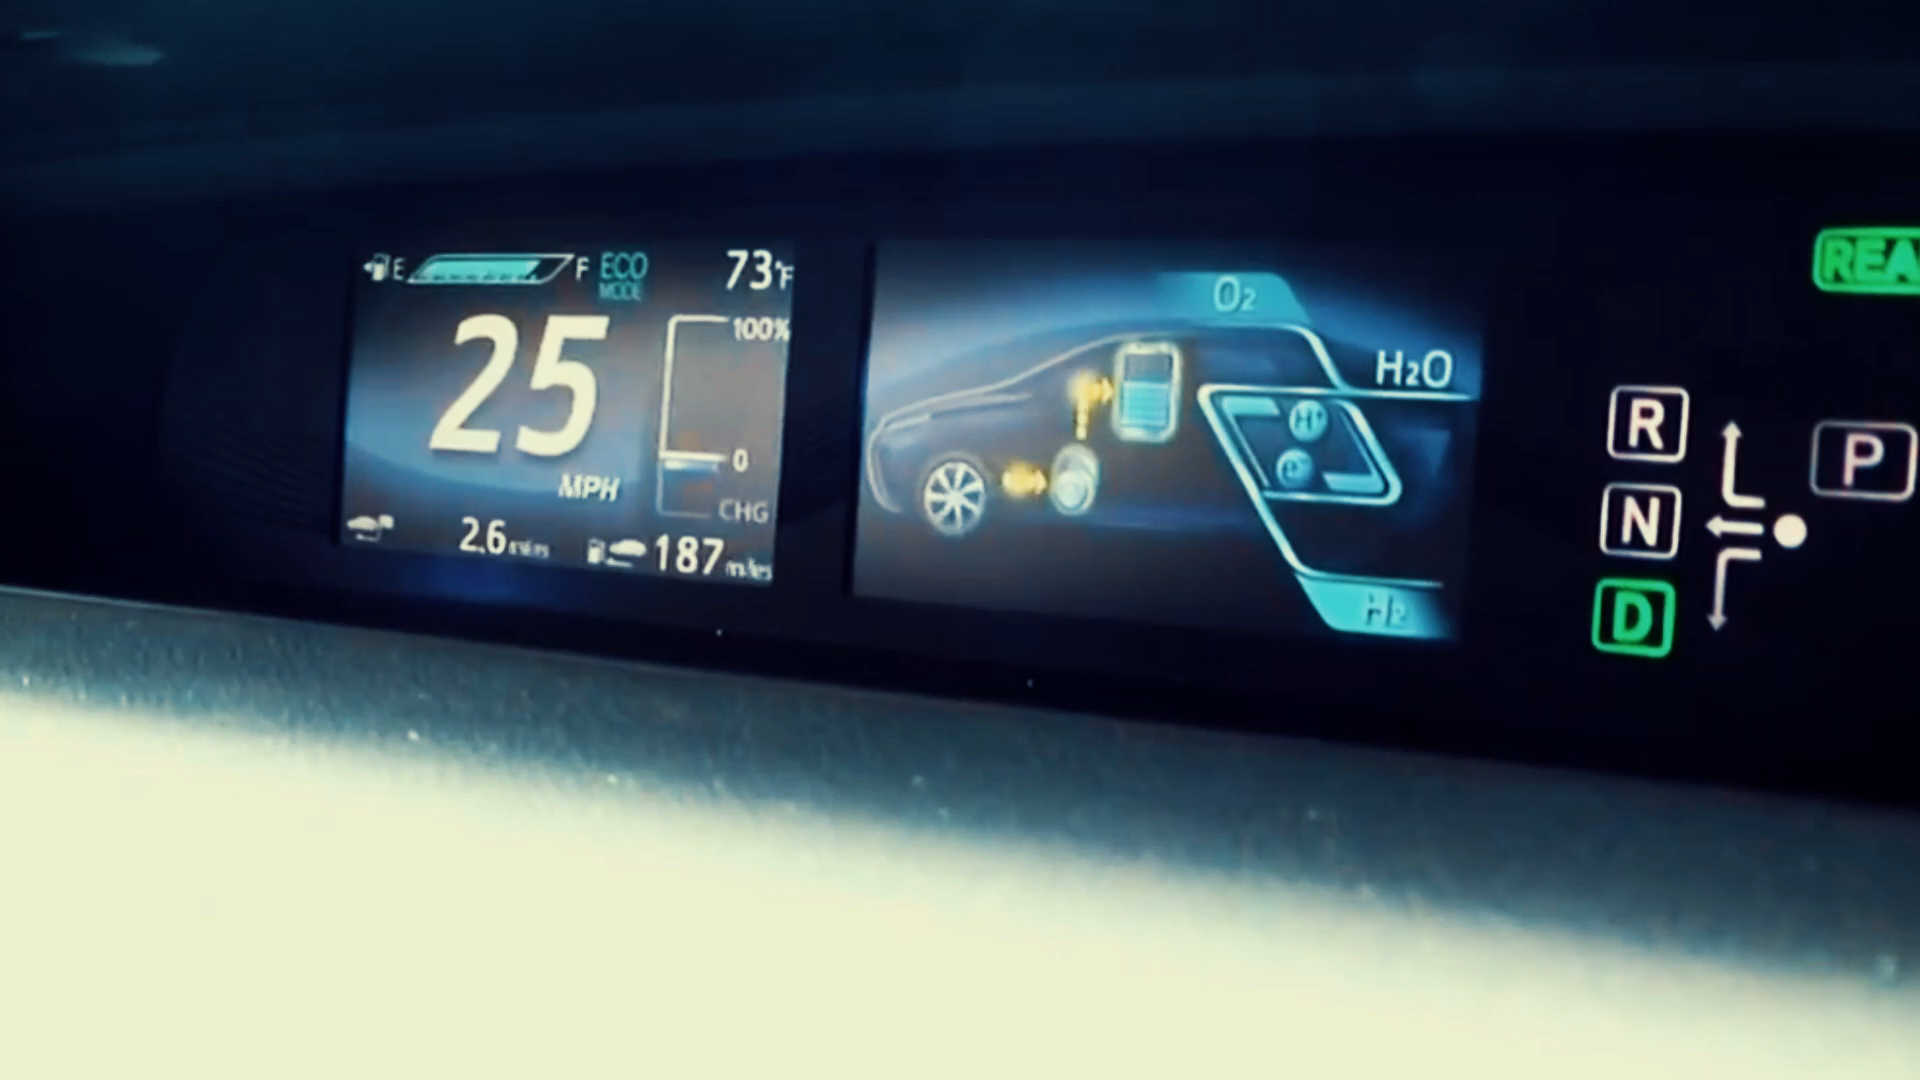 E F ECO 73°F
MODE
100%
25
MPH
0
CHG
2.6 miles 187 miles
O2
H2O
H+
H2
REA
R
N
D
P